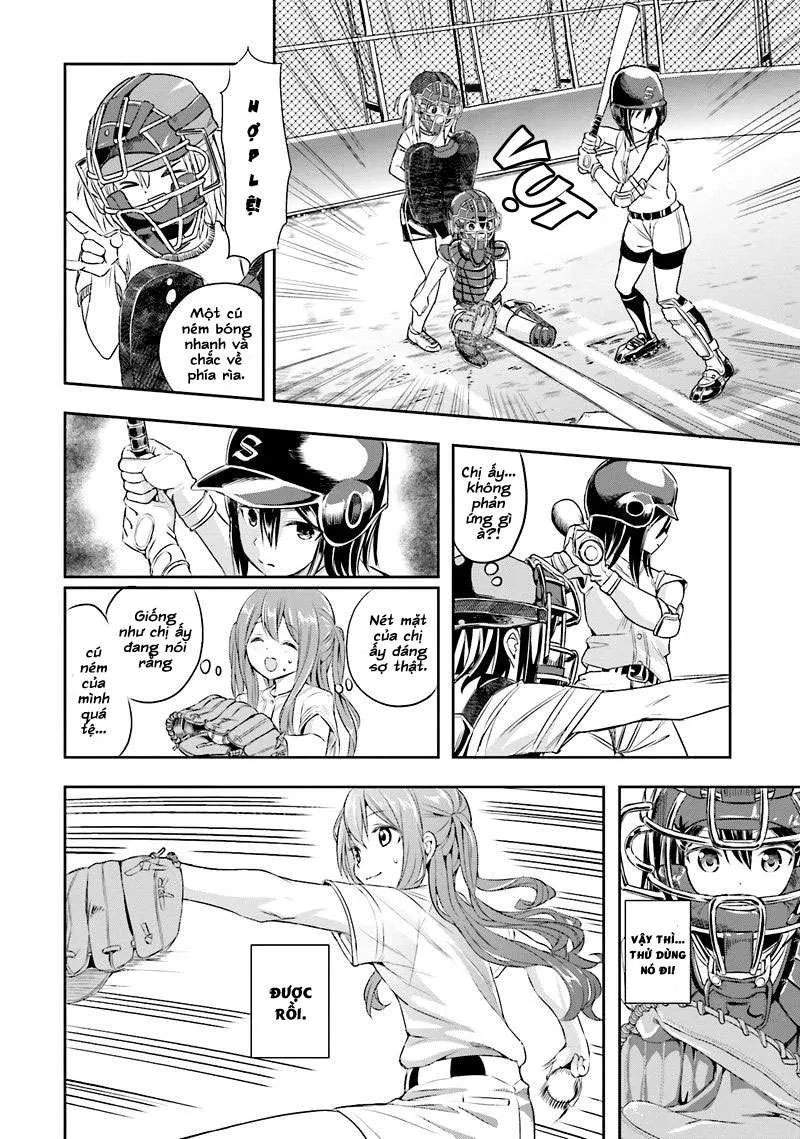 VỤT
HỢP LỆ!
Một cú
ném bóng
nhanh và
chắc về
phía rìa.
S
Chị ấy...
không
phản
ứng gì
à?!
S
Nét mặt
của chị
ấy đáng
sợ thật.
Giống
như chị ấy
đang nói
rằng
cú
ném của
mình quá
tệ...
VẬY THÌ...
THỬ DÙNG
NÓ ĐI!
ĐƯỢC
RỒI.